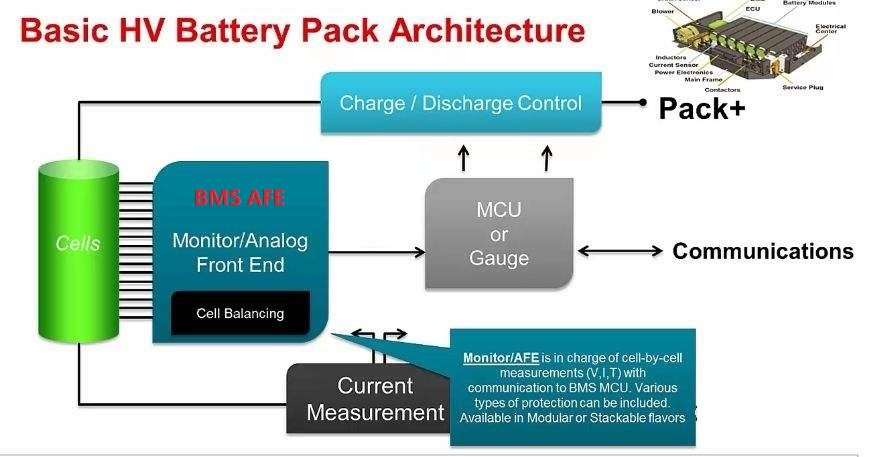 Basic HV Battery Pack Architecture
Blower
ECU
Battery Modules
Electrical
Center
Inductors
Current Sensor
Power Electronics
Main Frame
Contactors
Service Plug
Charge / Discharge Control
Pack+
Cells
BMS AFE
Monitor/Analog
Front End
Cell Balancing
MCU
or
Gauge
Communications
Current
Measurement
Monitor/AFE is in charge of cell-by-cell
measurements (V,I,T) with
communication to BMS MCU. Various
types of protection can be included.
Available in Modular or Stackable flavors